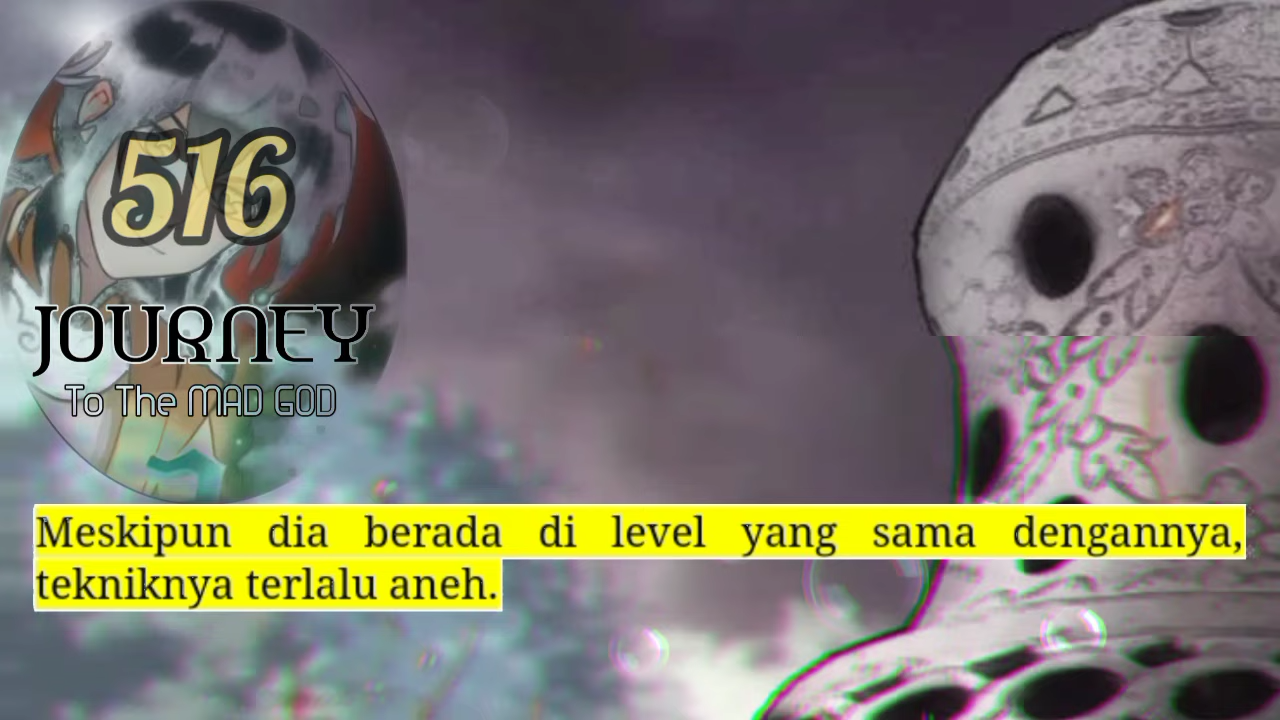 516
JOURNEY
To The MAD GOD
Meskipun dia berada di level yang sama dengannya,
tekniknya terlalu aneh.